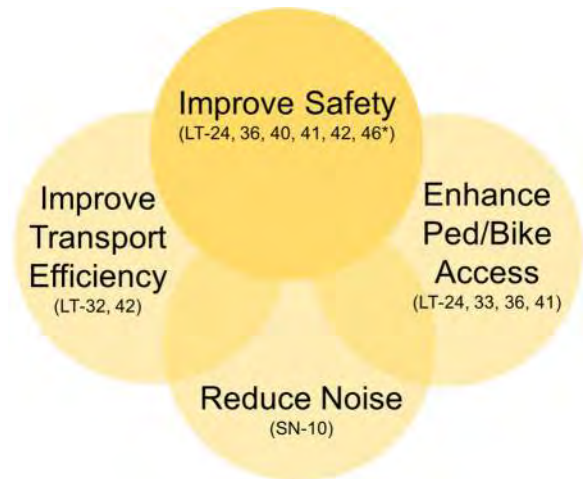 Improve Safety
(LT-24, 36, 40, 41, 42, 46*)
Improve
Transport
Efficiency
(LT-32, 42)
Enhance
Ped/Bike
Access
(LT-24, 33, 36, 41)
Reduce Noise
(SN-10)